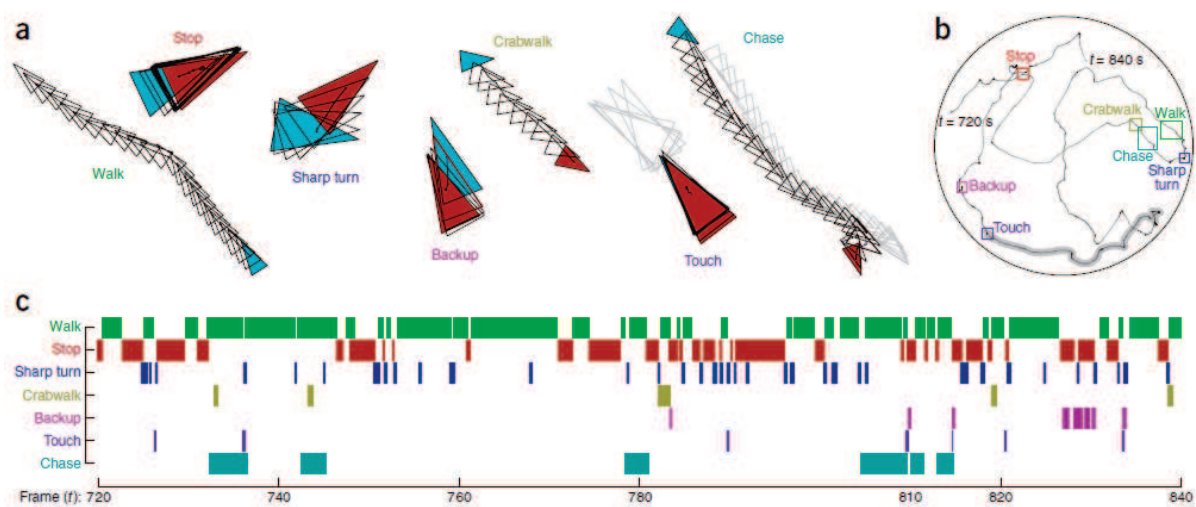 a
Stop
Walk
Sharp turn
Crabwalk
Backup
Chase
Touch
b
Stop
t = 840 s
t = 720 s
Crabwalk
Walk
Chase
Sharp
turn
Backup
Touch
c
Walk
Stop
Sharp turn
Crabwalk
Backup
Touch
Chase
Frame (t): 720 740 760 780 810 820 840